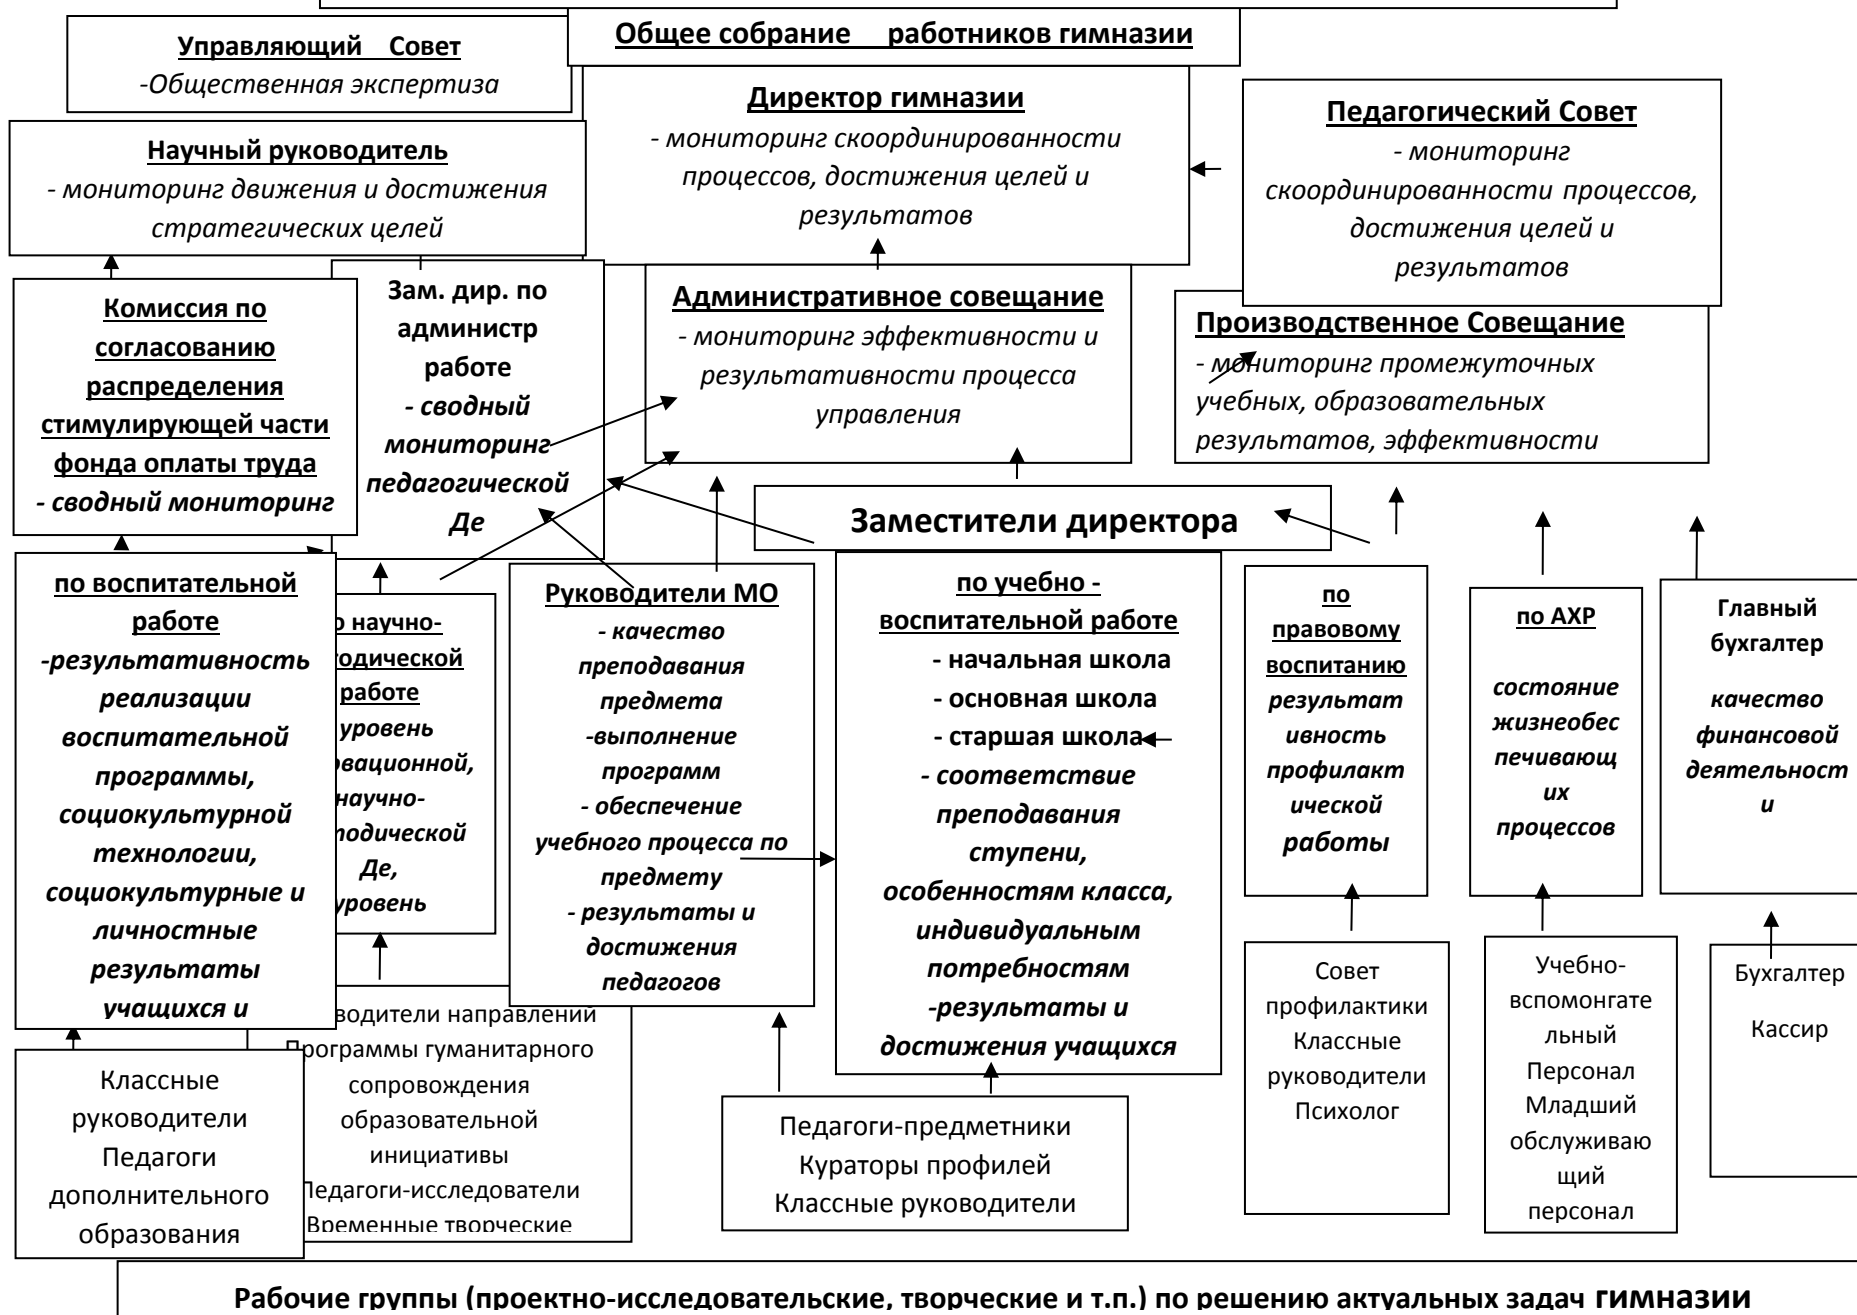 Управляющий Совет
-Общественная экспертиза
Общее собрание работников гимназии
Директор гимназии
- мониторинг скоординированности
процессов, достижения целей и
результатов
Педагогический Совет
- мониторинг
скоординированности процессов,
достижения целей и
результатов
Научный руководитель
- мониторинг движения и достижения
стратегических целей
Комиссия по
согласованию
распределения
стимулирующей части
фонда оплаты труда
- сводный мониторинг
Зам. дир. по
администр
работе
- сводный
мониторинг
педагогической
Де
Административное совещание
- мониторинг эффективности и
результативности процесса
управления
Производственное Совещание
- мониторинг промежуточных
учебных, образовательных
результатов, эффективности
Заместители директора
по воспитательной
работе
-результативность
реализации
воспитательной
программы,
социокультурной
технологии,
социокультурные и
личностные
результаты
учащихся и
научно-
работе
уровень
научно-
Де,
уровень
Руководители МО
- качество
преподавания
предмета
-выполнение
программ
- обеспечение
учебного процесса по
предмету
- результаты и
достижения
педагогов
по учебно -
воспитательной работе
- начальная школа
- основная школа
- старшая школа
- соответствие
преподавания
ступени,
особенностям класса,
индивидуальным
потребностям
-результаты и
достижения учащихся
по
правовому
воспитанию
результат
ивность
профилакт
ической
работы
по АХР
состояние
жизнеобес
печивающ
их
процессов
Главный
бухгалтер
качество
финансовой
деятельност
и
Классные
руководители
Педагоги
дополнительного
образования
направлений
Программы гуманитарного
сопровождения
образовательной
инициативы
Педагоги-исследователи
Временные творческие
Педагоги-предметники
Кураторы профилей
Классные руководители
Совет
профилактики
Классные
руководители
Психолог
Учебно-
вспомонгате
льный
Персонал
Младший
обслуживаю
щий
персонал
Бухгалтер
Кассир
Рабочие группы (проектно-исследовательские, творческие и т.п.) по решению актуальных задач гимназии